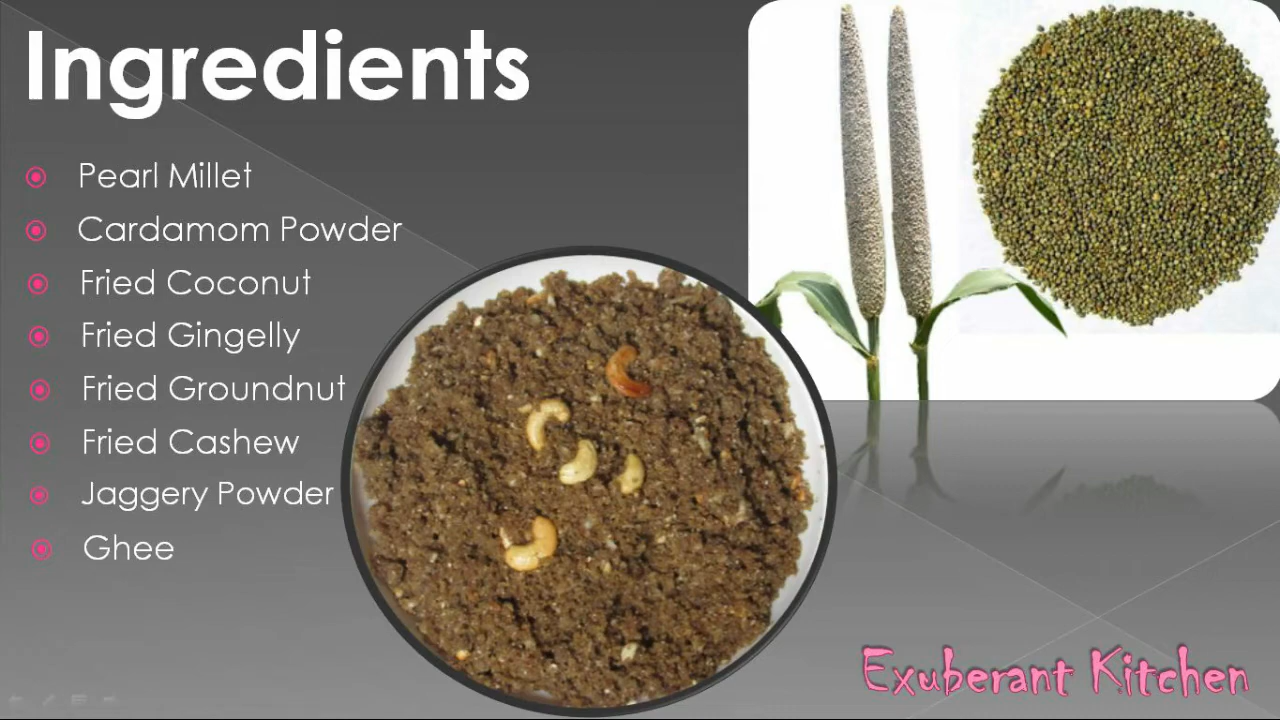 Ingredients
Pearl Millet
Cardamom Powder
Fried Coconut
Fried Gingelly
Fried Groundnut
Fried Cashew
Jaggery Powder
Ghee
Exuberant Kitchen